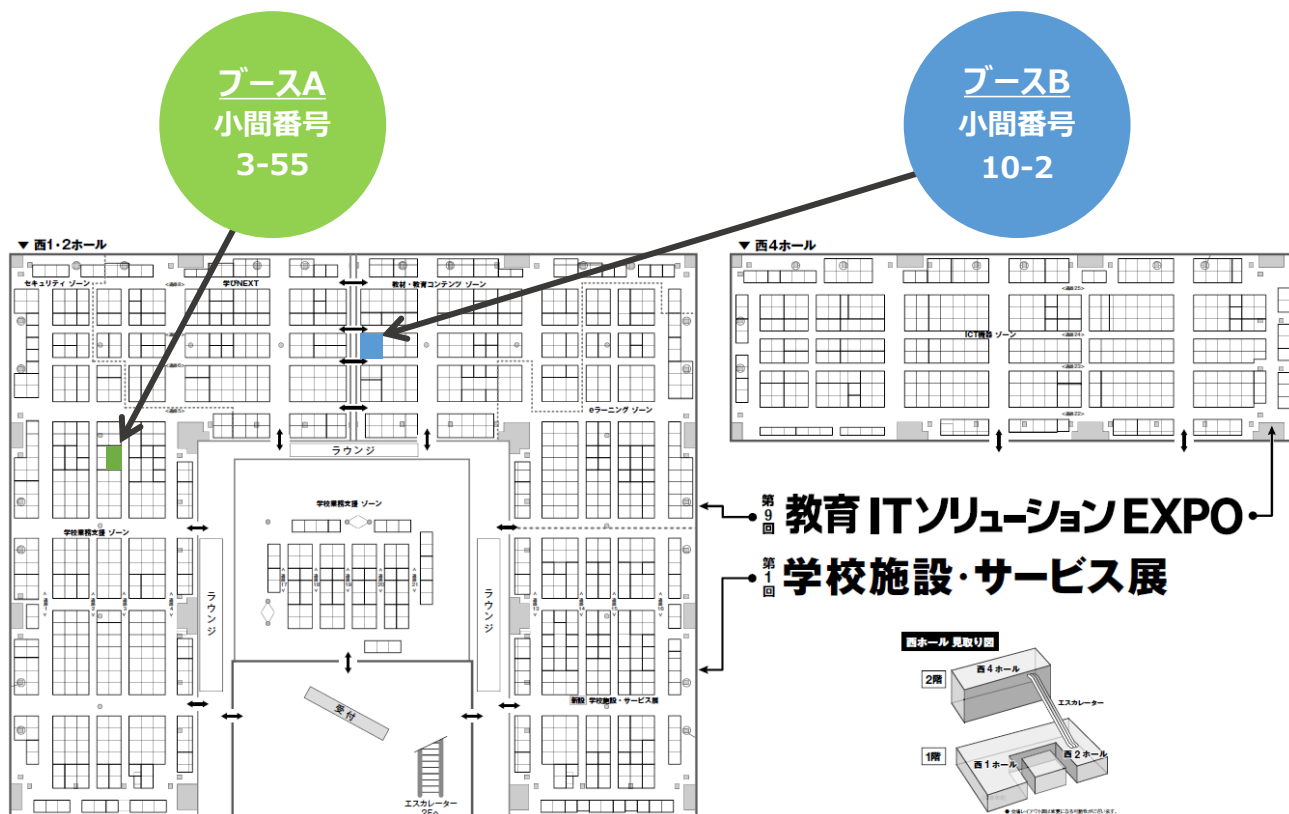 ブースA
小間番号
3-55
ブースB
小間番号
10-2
▼ 西1・2ホール
▼ 西4ホール
セキュリティ ゾーン
学びNEXT
教材・教育コンテンツ ゾーン
ICT機器 ゾーン
eラーニング ゾーン
ラウンジ
学校業務支援 ゾーン
学校業務支援 ゾーン
ラウンジ
ラウンジ
第9回 教育 ITソリューション EXPO
第1回 学校施設・サービス展
新設 学校施設・サービス展
受付
エスカレーター
2Fへ
西ホール 見取り図
2階
西4ホール
エスカレーター
1階
西1ホール
西2ホール